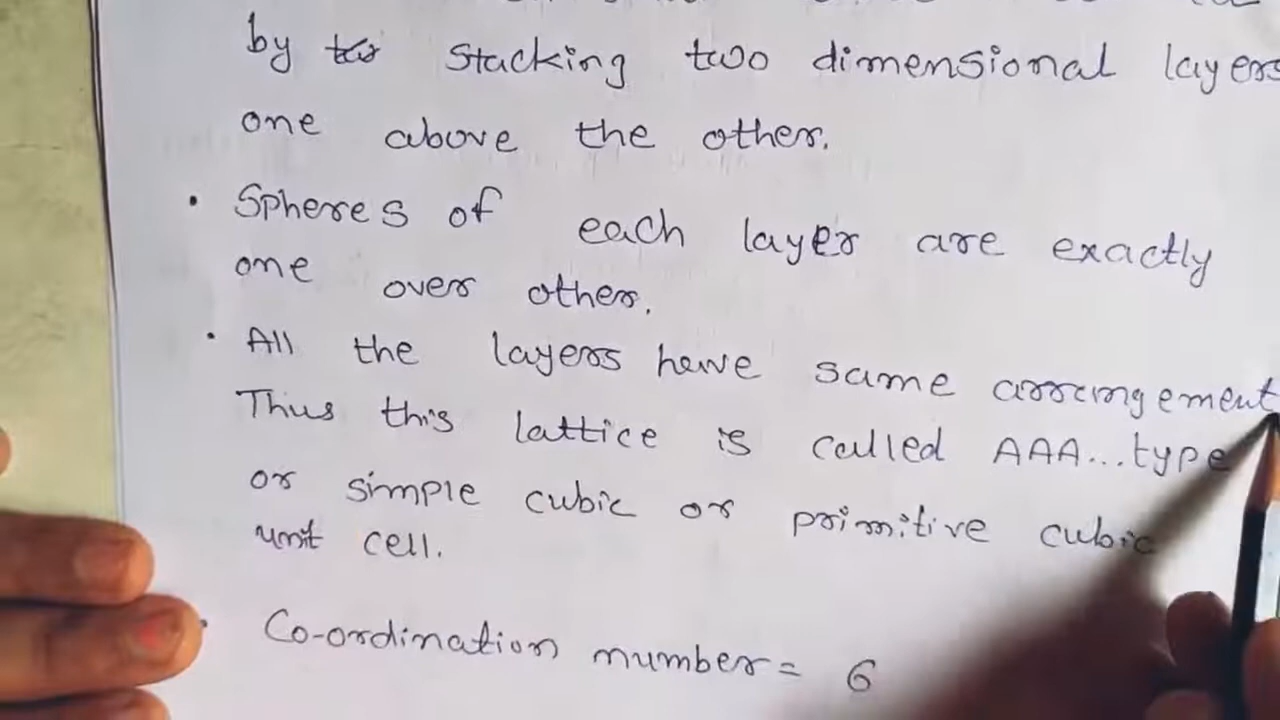 by stacking two dimensional layers
one above the other.
• Spheres of each layer are exactly
one over other.
• All the layers have same arrangement
Thus this lattice is called AAA...type
or simple cubic or primitive cubic
unit cell.
• Co-ordination number = 6